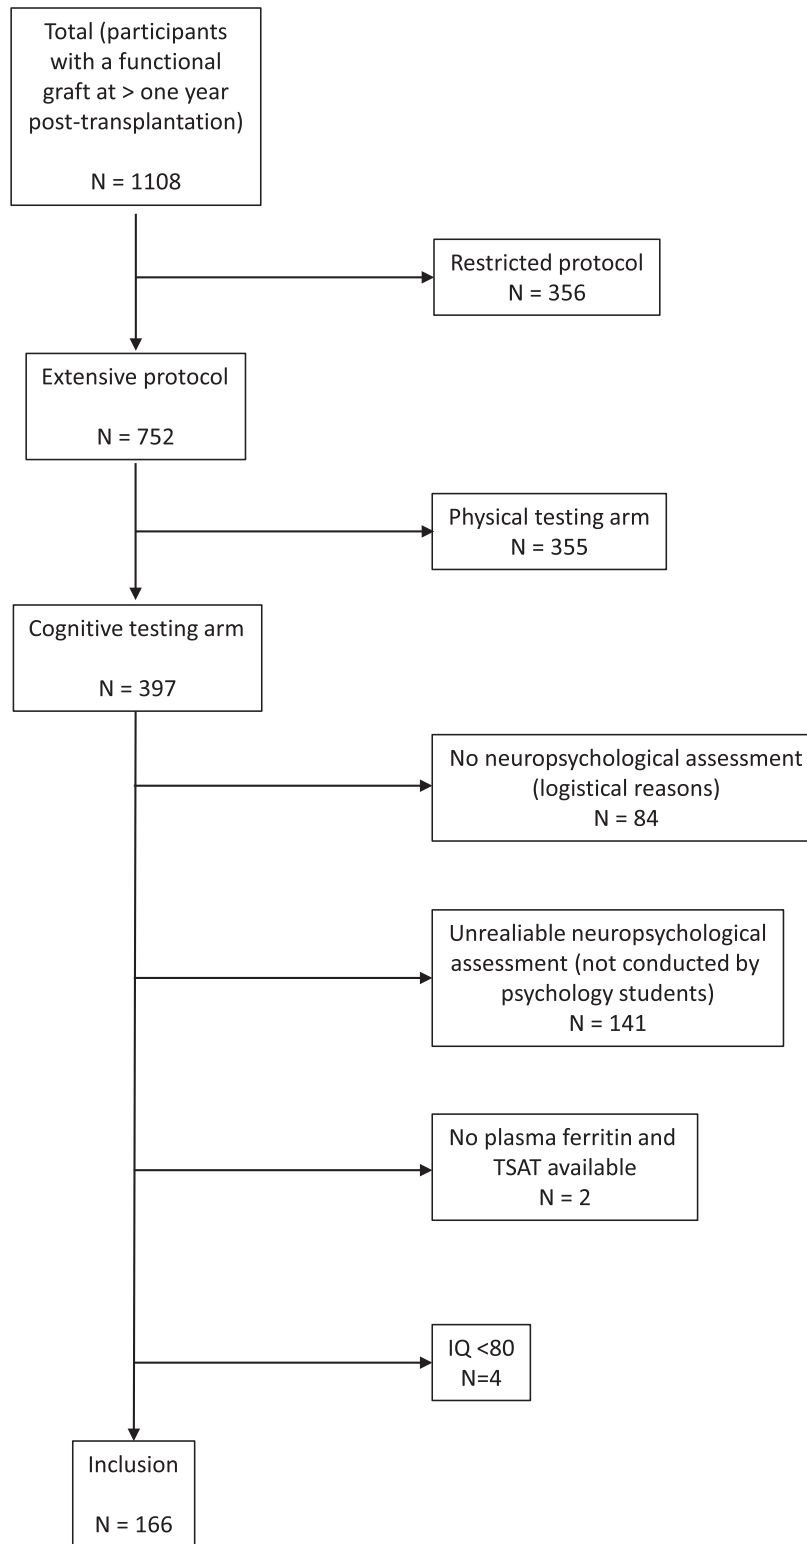 Total (participants
with a functional
graft at > one year
post-transplantation)
N = 1108
Restricted protocol
N = 356
Extensive protocol
N = 752
Physical testing arm
N = 355
Cognitive testing arm
N = 397
No neuropsychological assessment
(logistical reasons)
N = 84
Unrealiable neuropsychological
assessment (not conducted by
psychology students)
N = 141
No plasma ferritin and
TSAT available
N = 2
IQ <80
N=4
Inclusion
N = 166